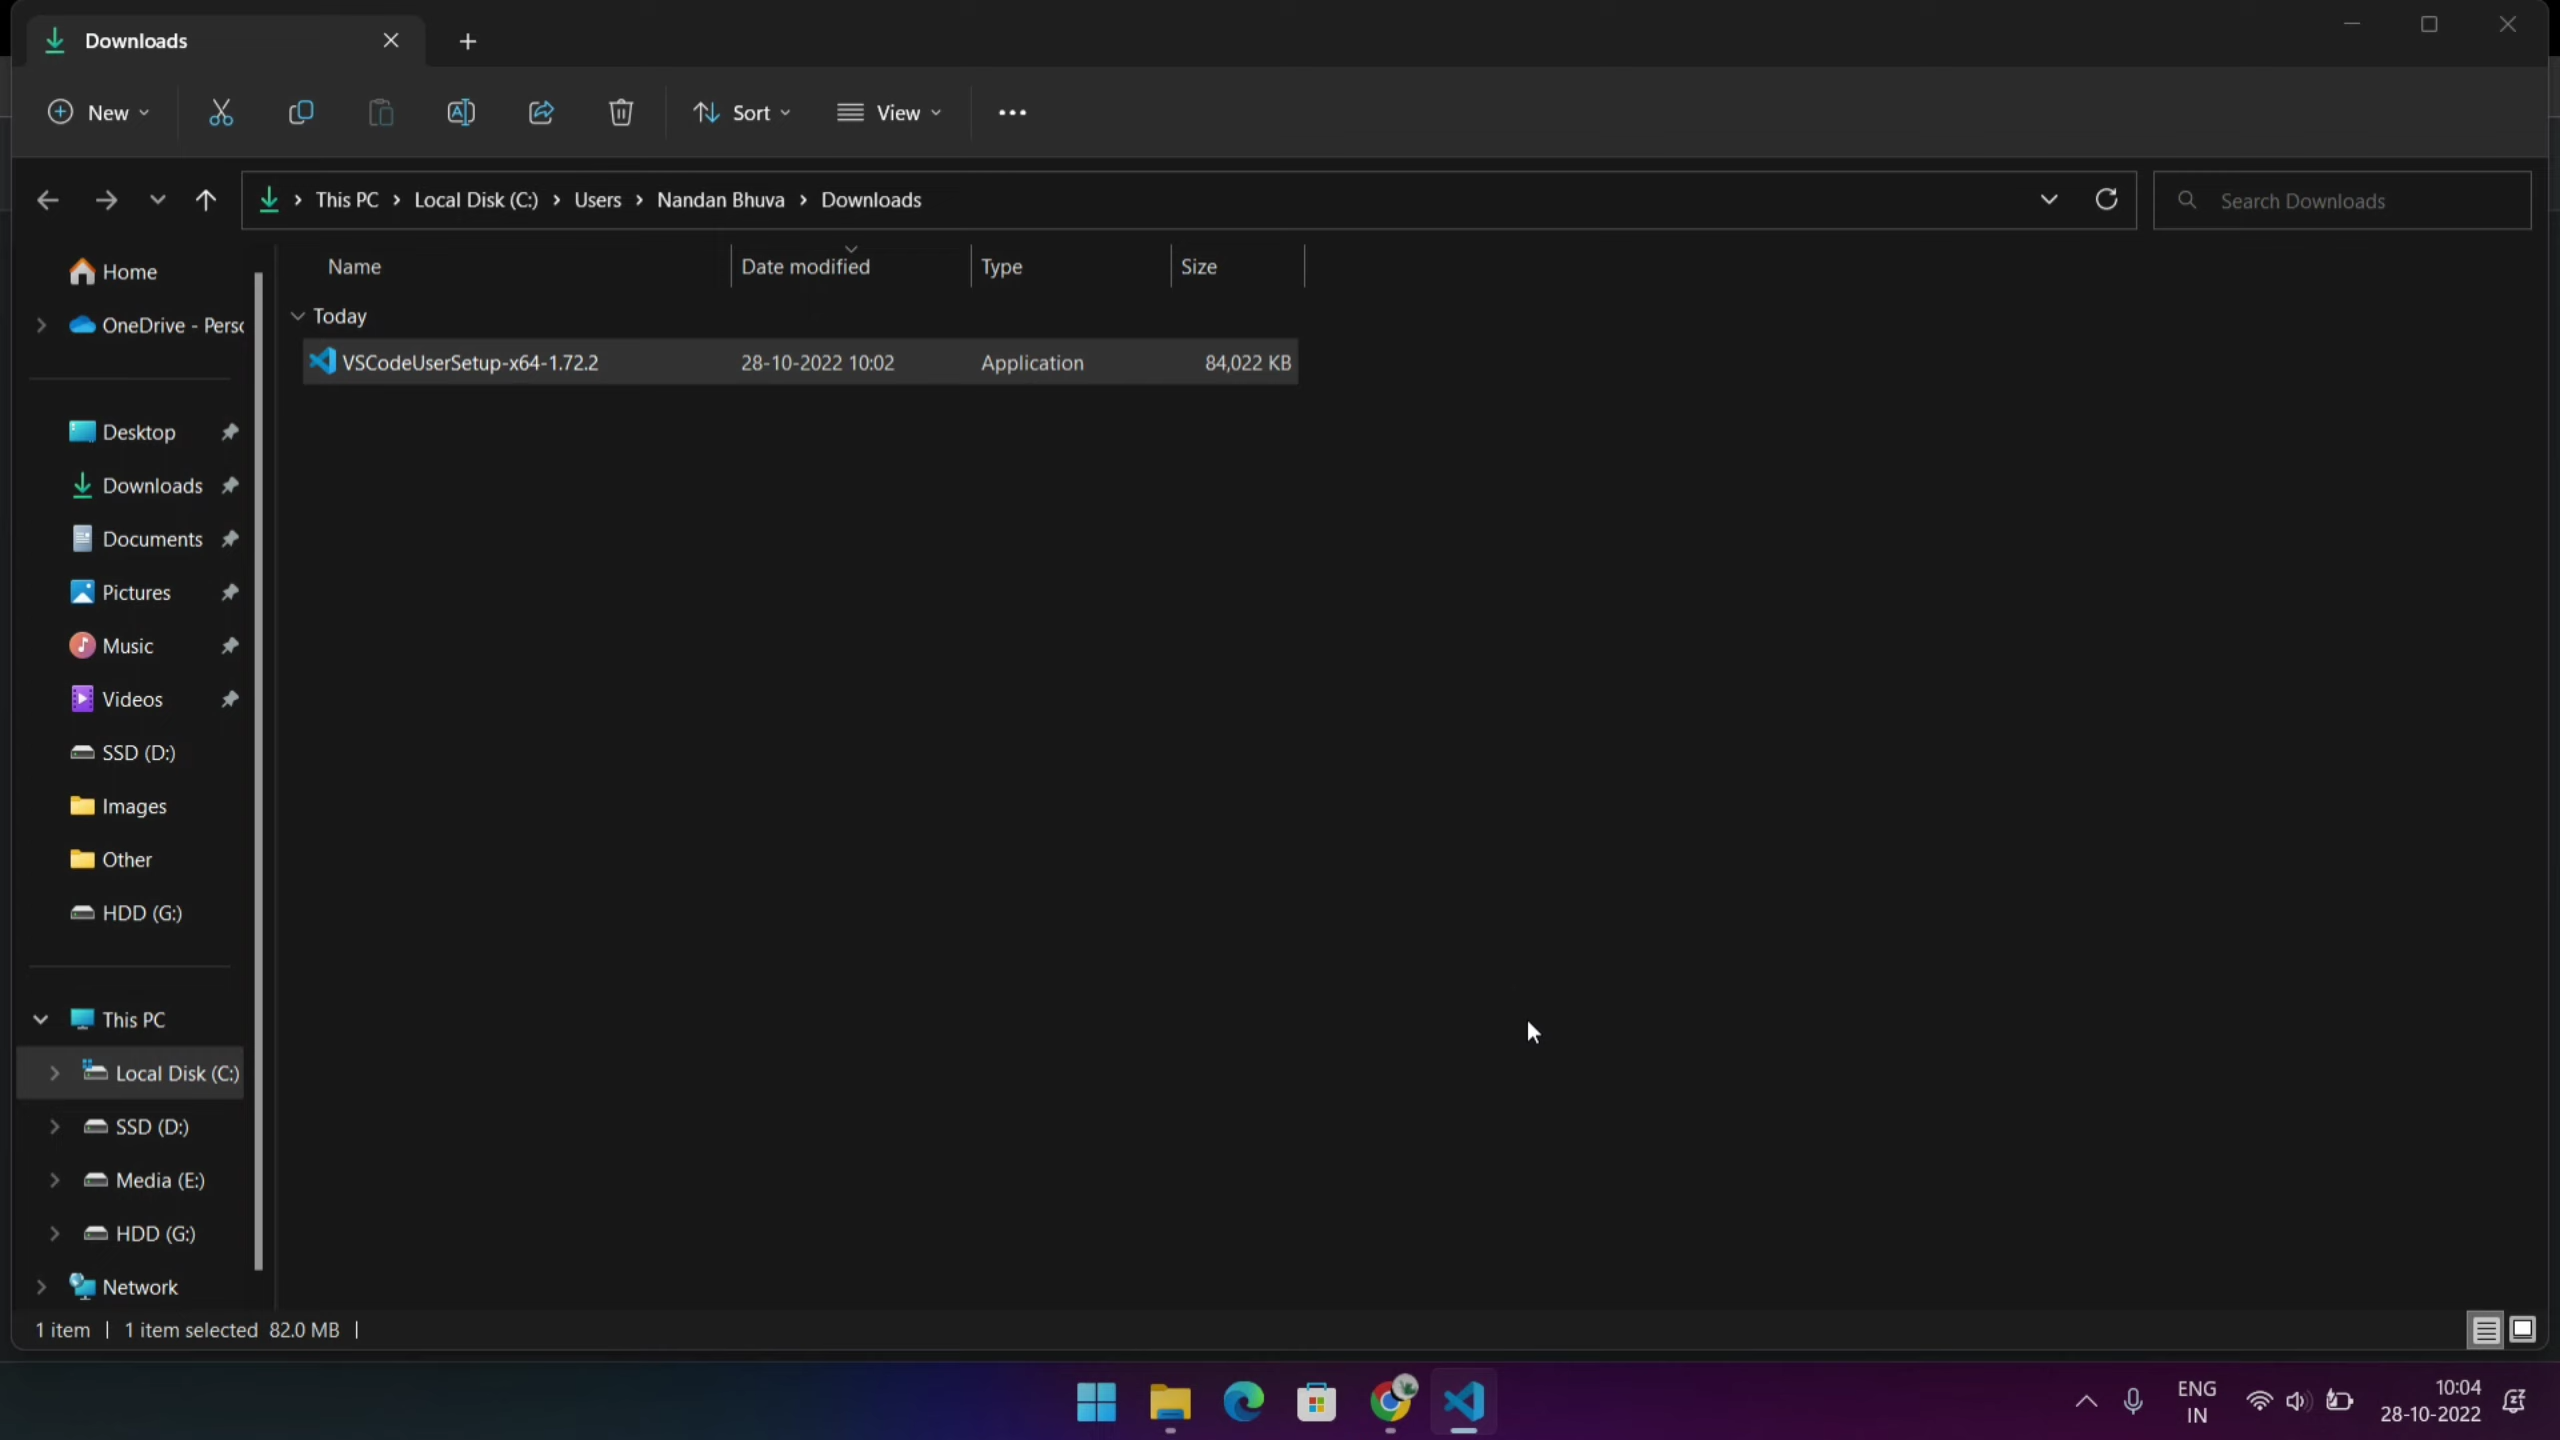 Downloads
New
Sort
View
This PC
Local Disk (C:)
Users
Nandan Bhuva
Downloads
Search Downloads
Name
Date modified
Type
Size
Today
VSCodeUserSetup-x64-1.72.2
28-10-2022 10:02
Application
84,022 KB
Home
OneDrive - Perso
Desktop
Downloads
Documents
Pictures
Music
Videos
SSD (D:)
Images
Other
HDD (G:)
This PC
Local Disk (C:)
SSD (D:)
Media (E:)
HDD (G:)
Network
1 item
1 item selected 82.0 MB
ENG
IN
10:04
28-10-2022